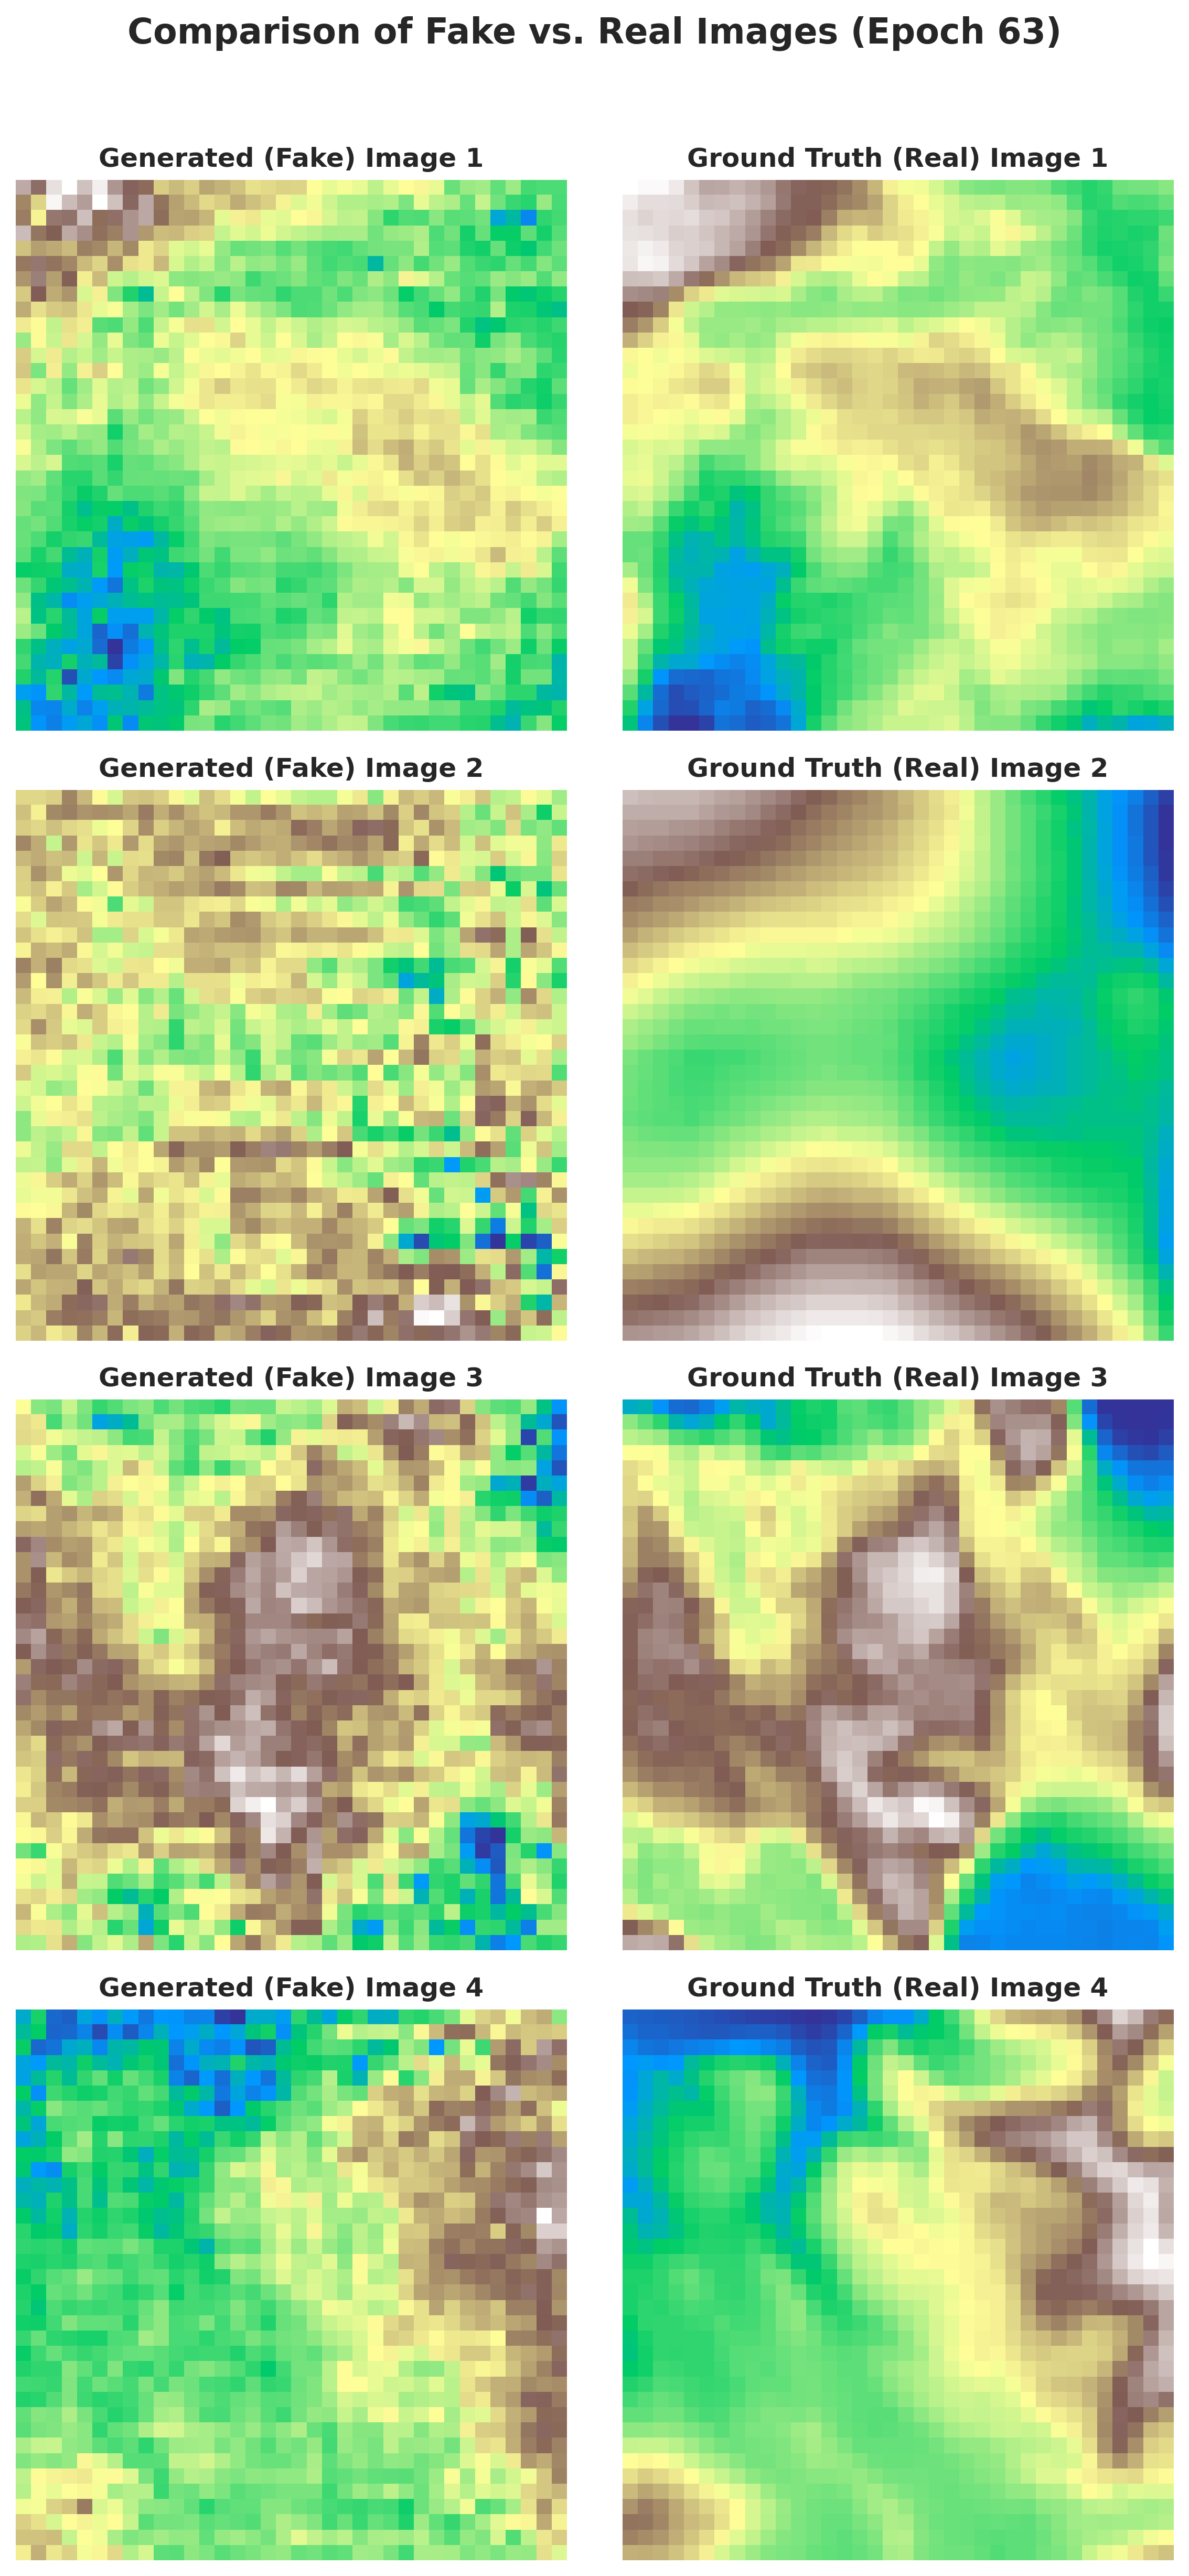 Comparison of Fake vs. Real Images (Epoch 63)
Generated (Fake) Image 1
Ground Truth (Real) Image 1
Generated (Fake) Image 2
Ground Truth (Real) Image 2
Generated (Fake) Image 3
Ground Truth (Real) Image 3
Generated (Fake) Image 4
Ground Truth (Real) Image 4